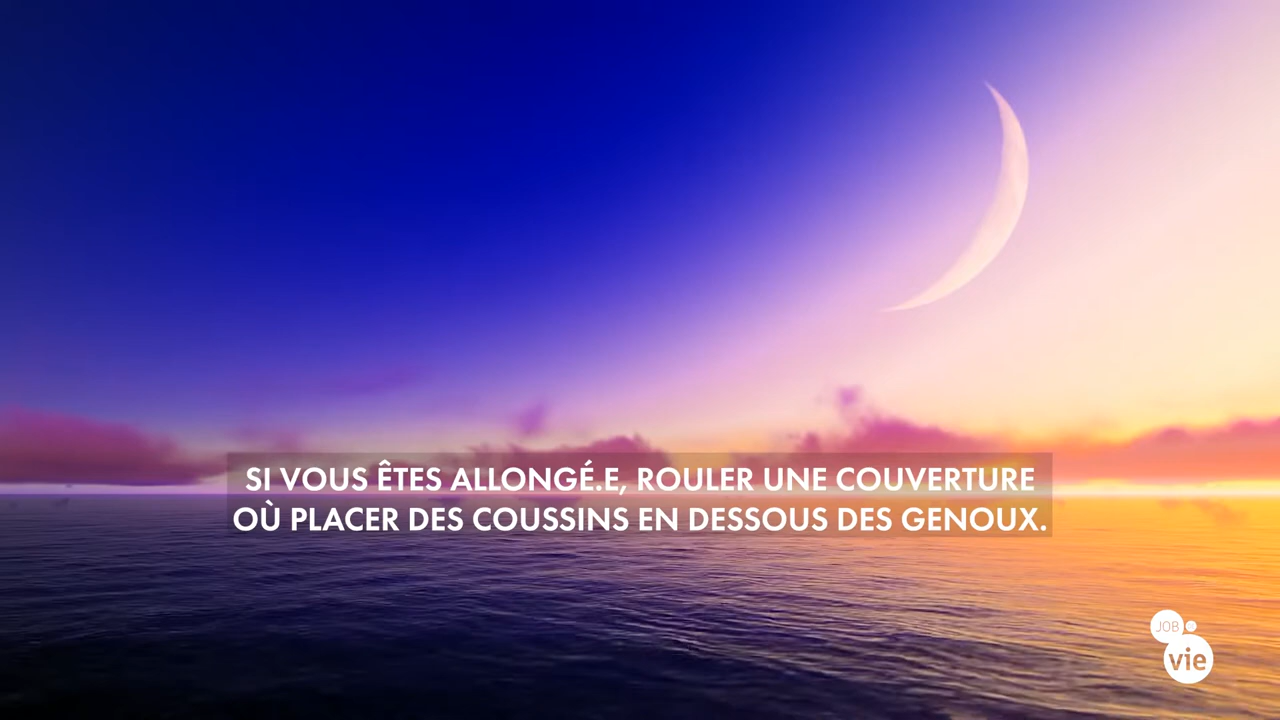 SI VOUS ÊTES ALLONGÉ.E, ROULER UNE COUVERTURE
OÙ PLACER DES COUSSINS EN DESSOUS DES GENOUX.
JOB
vie